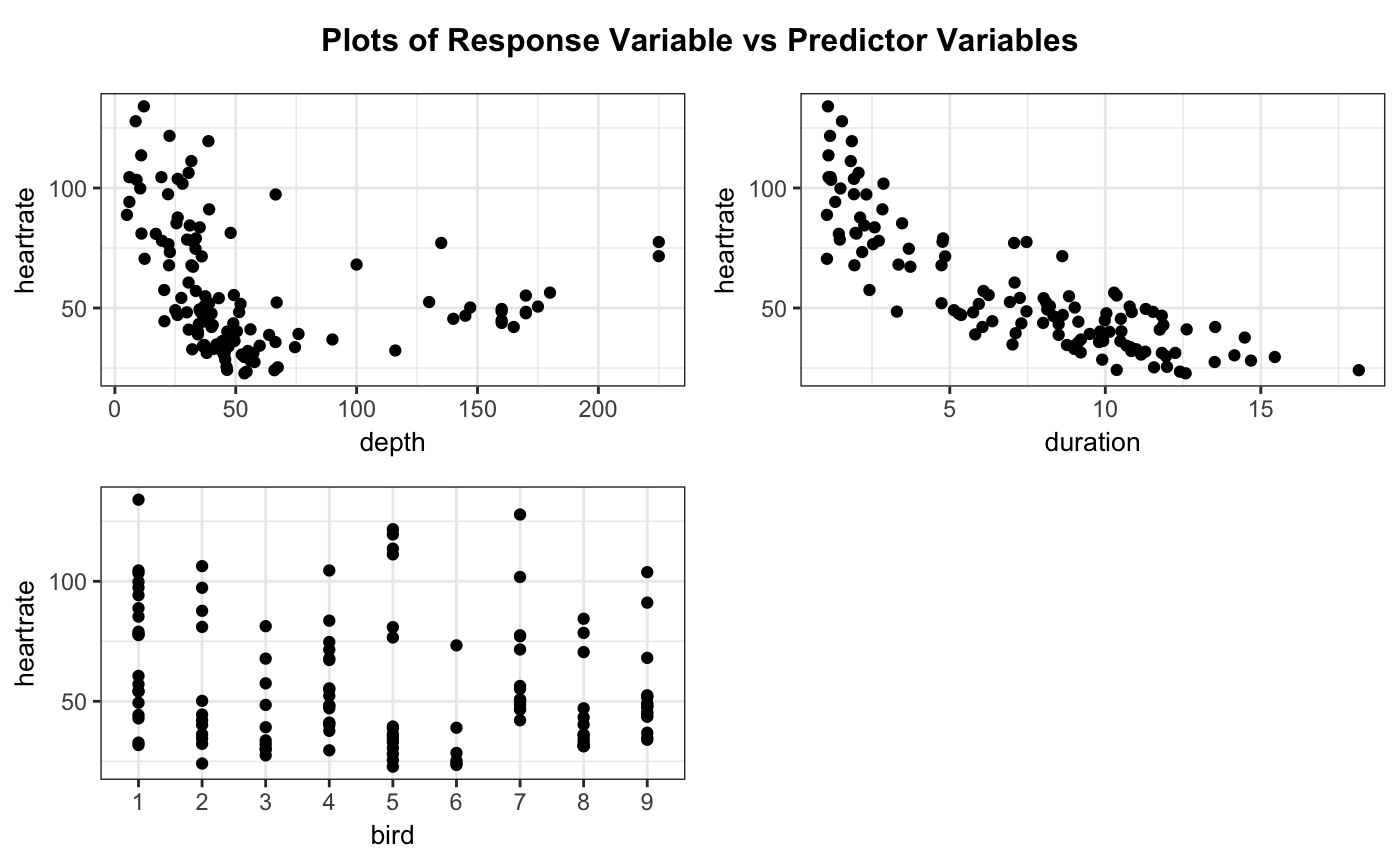 Plots of Response Variable vs Predictor Variables
heartrate
100
50
0 50 100 150 200
depth
heartrate
100
50
5 10 15
duration
heartrate
100
50
1 2 3 4 5 6 7 8 9
bird